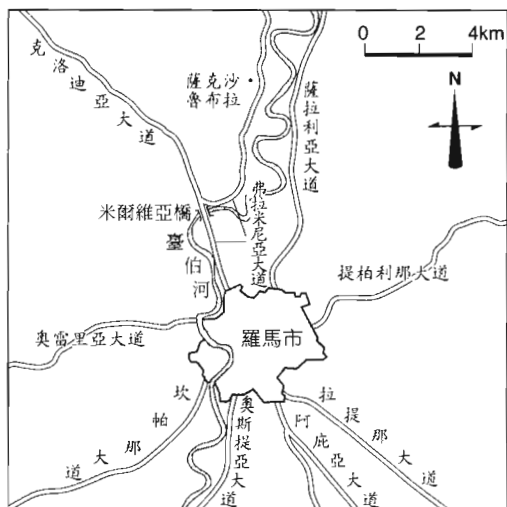 0 2 4km
N
克洛迪亞大道
薩克沙
魯布拉
薩拉利亞大道
弗拉米尼亞大道
米爾維亞橋
臺伯河
提柏利那大道
奧雷里亞大道
羅馬市
坎帕那大道
奧斯提亞大道
阿庇亞大道
拉提那大道